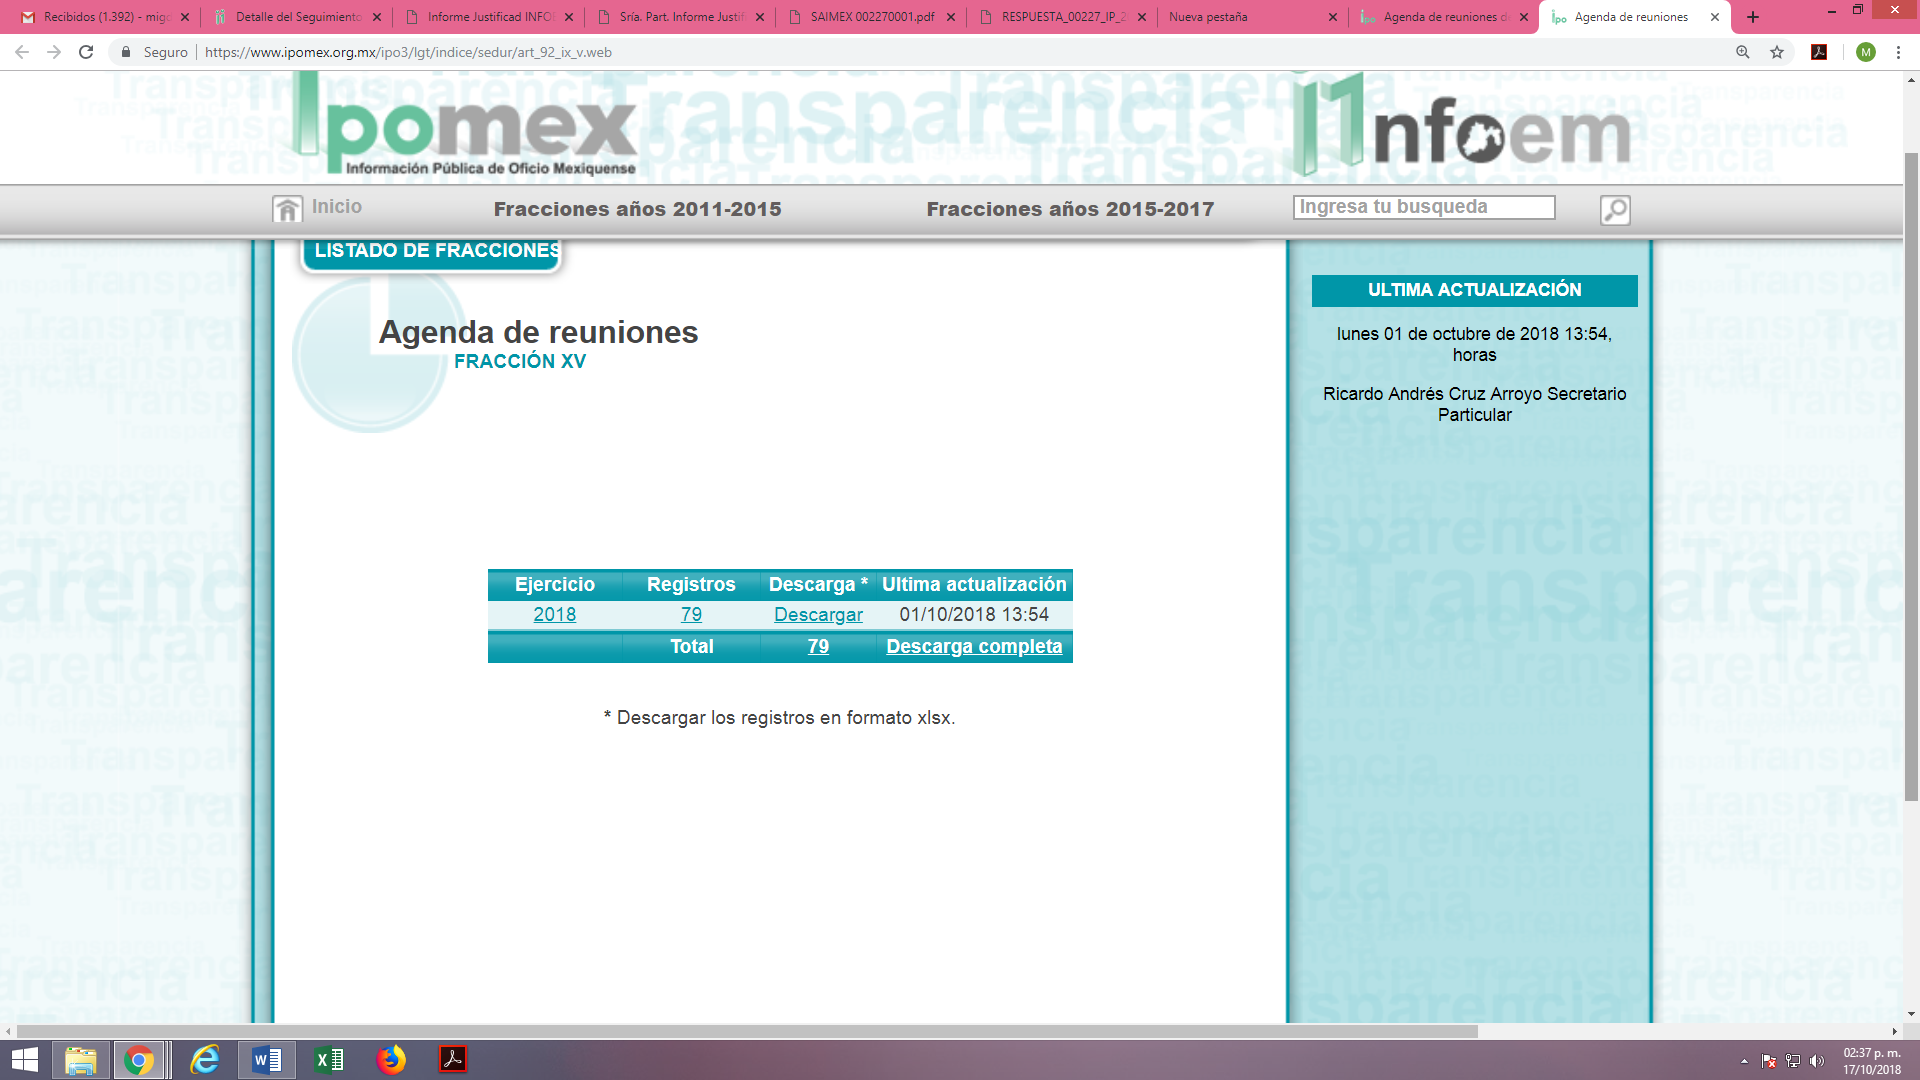 Recibidos (1.392) - migo
Detalle del Seguimiento
Informe Justificad INFO
Sría. Part. Informe Justif
SAIMEX 002270001.pdf
RESPUESTA_00227_IP_2
Nueva pestaña
Agenda de reuniones d
Agenda de reuniones
Seguro
https://www.ipomex.org.mx/ipo3/lgt/indice/sedur/art_92_ix_v.web
M
Ipomex
Información Pública de Oficio Mexiquense
Infoem
Inicio
Fracciones años 2011-2015
Fracciones años 2015-2017
Ingresa tu busqueda
LISTADO DE FRACCIONES
Agenda de reuniones
FRACCIÓN XV
ULTIMA ACTUALIZACIÓN
lunes 01 de octubre de 2018 13:54,
horas
Ricardo Andrés Cruz Arroyo Secretario
Particular
Ejercicio Registros Descarga * Ultima actualización
2018 79 Descargar 01/10/2018 13:54
Total 79 Descarga completa
* Descargar los registros en formato xlsx.
02:37 p. m.
17/10/2018